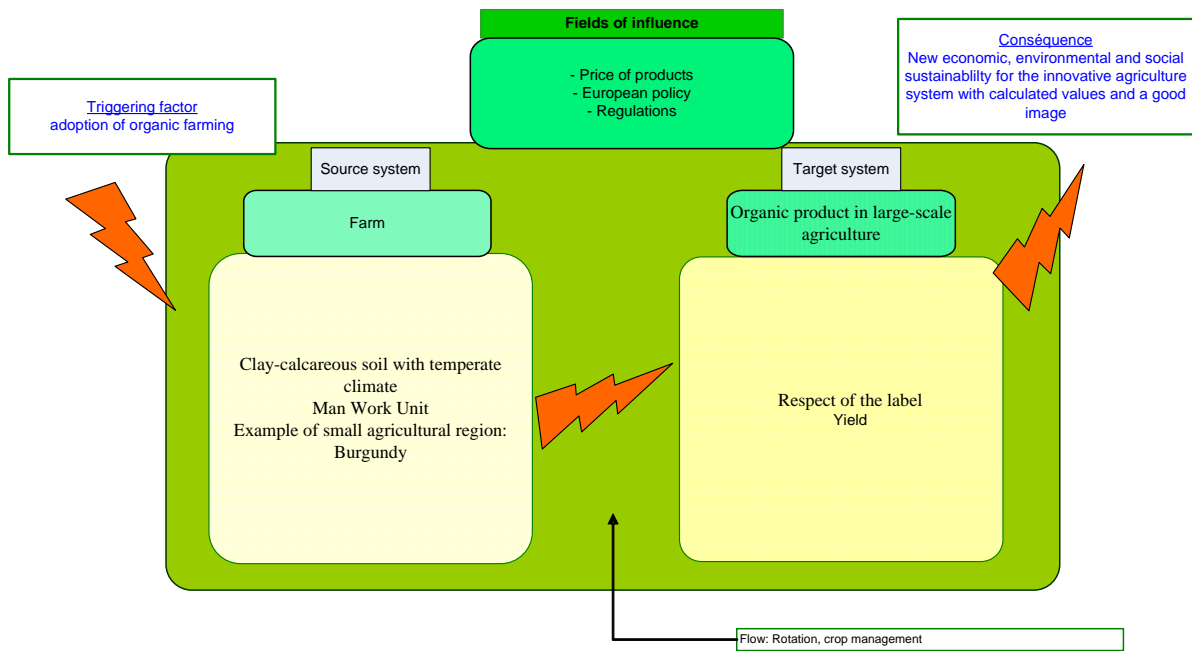 Fields of influence
- Price of products
- European policy
- Regulations
Conséquence
New economic, environmental and social
sustainablilty for the innovative agriculture
system with calculated values and a good
image
Triggering factor
adoption of organic farming
Source system
Farm
Clay-calcareous soil with temperate
climate
Man Work Unit
Example of small agricultural region:
Burgundy
Target system
Organic product in large-scale
agriculture
Respect of the label
Yield
Flow: Rotation, crop management